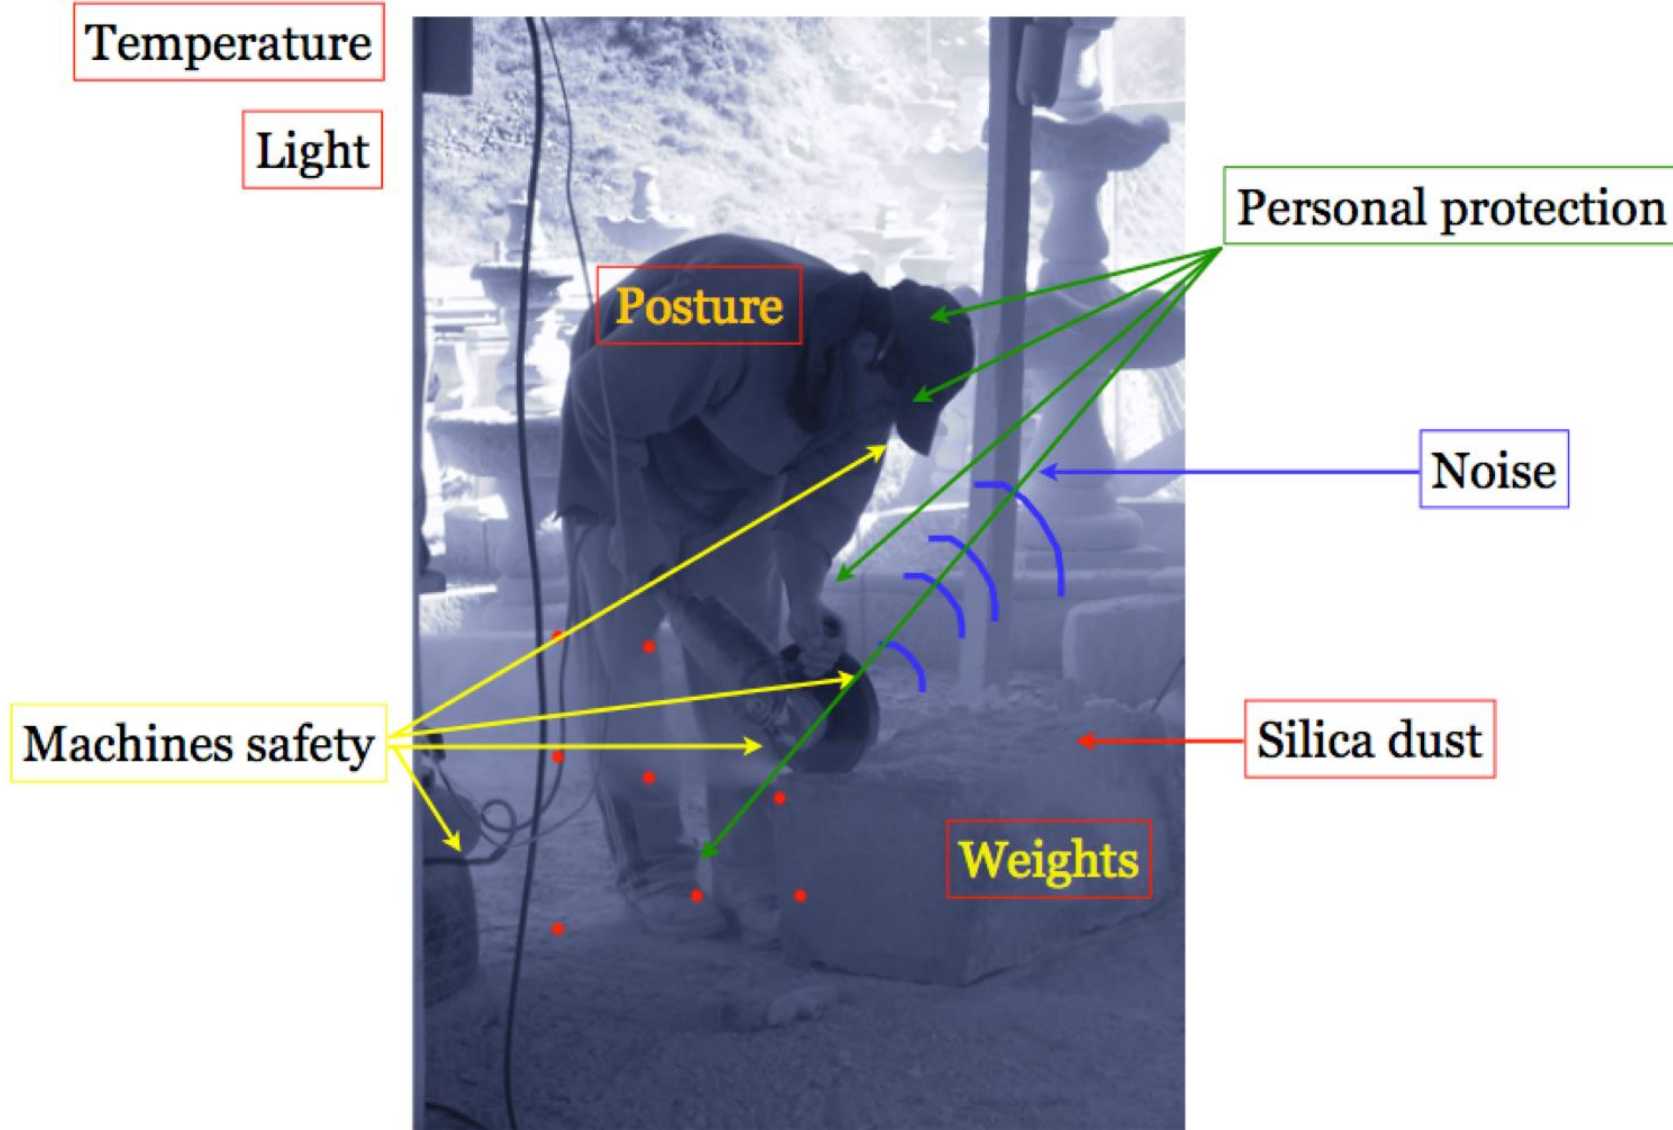 Temperature
Light
Personal protection
Posture
Noise
Machines safety
Silica dust
Weights